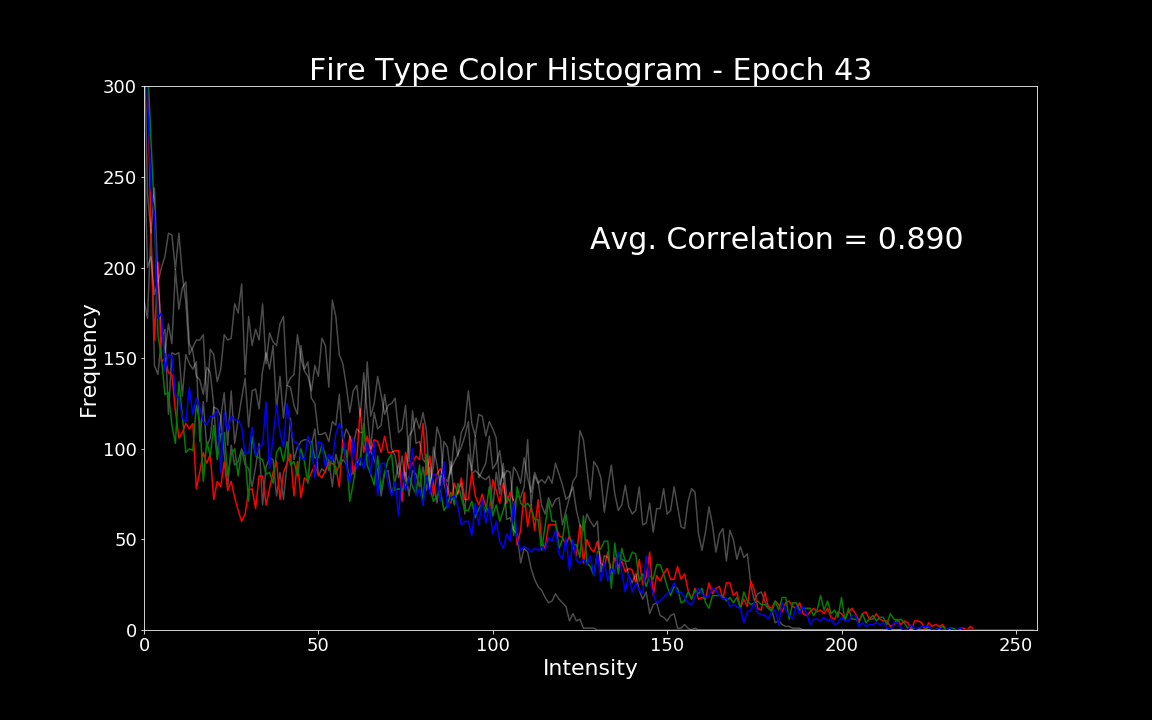 Fire Type Color Histogram - Epoch 43
300
250
200
150
100
50
0
Frequency
Avg. Correlation = 0.890
0 50 100 150 200 250
Intensity